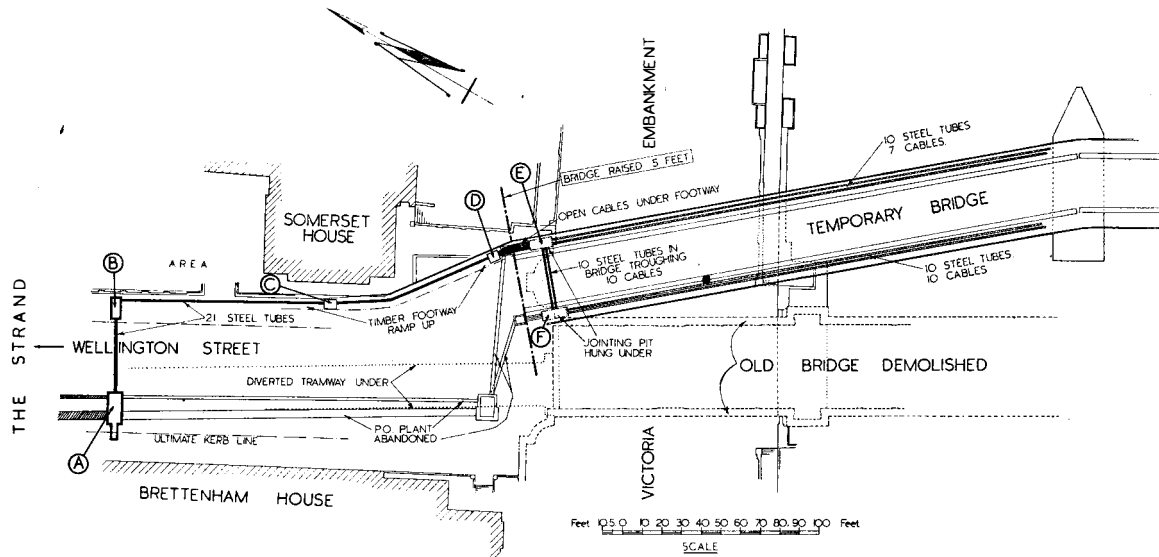 EMBANKMENT
BRIDGE RAISED 5 FEET
10 STEEL TUBES
7 CABLES.
E
D
OPEN CABLES UNDER FOOTWAY
TEMPORARY BRIDGE
SOMERSET
HOUSE
10 STEEL TUBES IN
BRIDGE TROUGHING
10 CABLES
10 STEEL TUBES
10 CABLES
AREA
B
C
21 STEEL TUBES
TIMBER FOOTWAY
RAMP UP
F
JOINTING PIT
HUNG UNDER
THE STRAND
WELLINGTON STREET
OLD BRIDGE DEMOLISHED
DIVERTED TRAMWAY UNDER
P.O. PLANT
ABANDONED
ULTIMATE KERB LINE
A
BRETTENHAM HOUSE
VICTORIA
Feet 10 5 0 10 20 30 40 50 60 70 80 90 100 Feet
SCALE